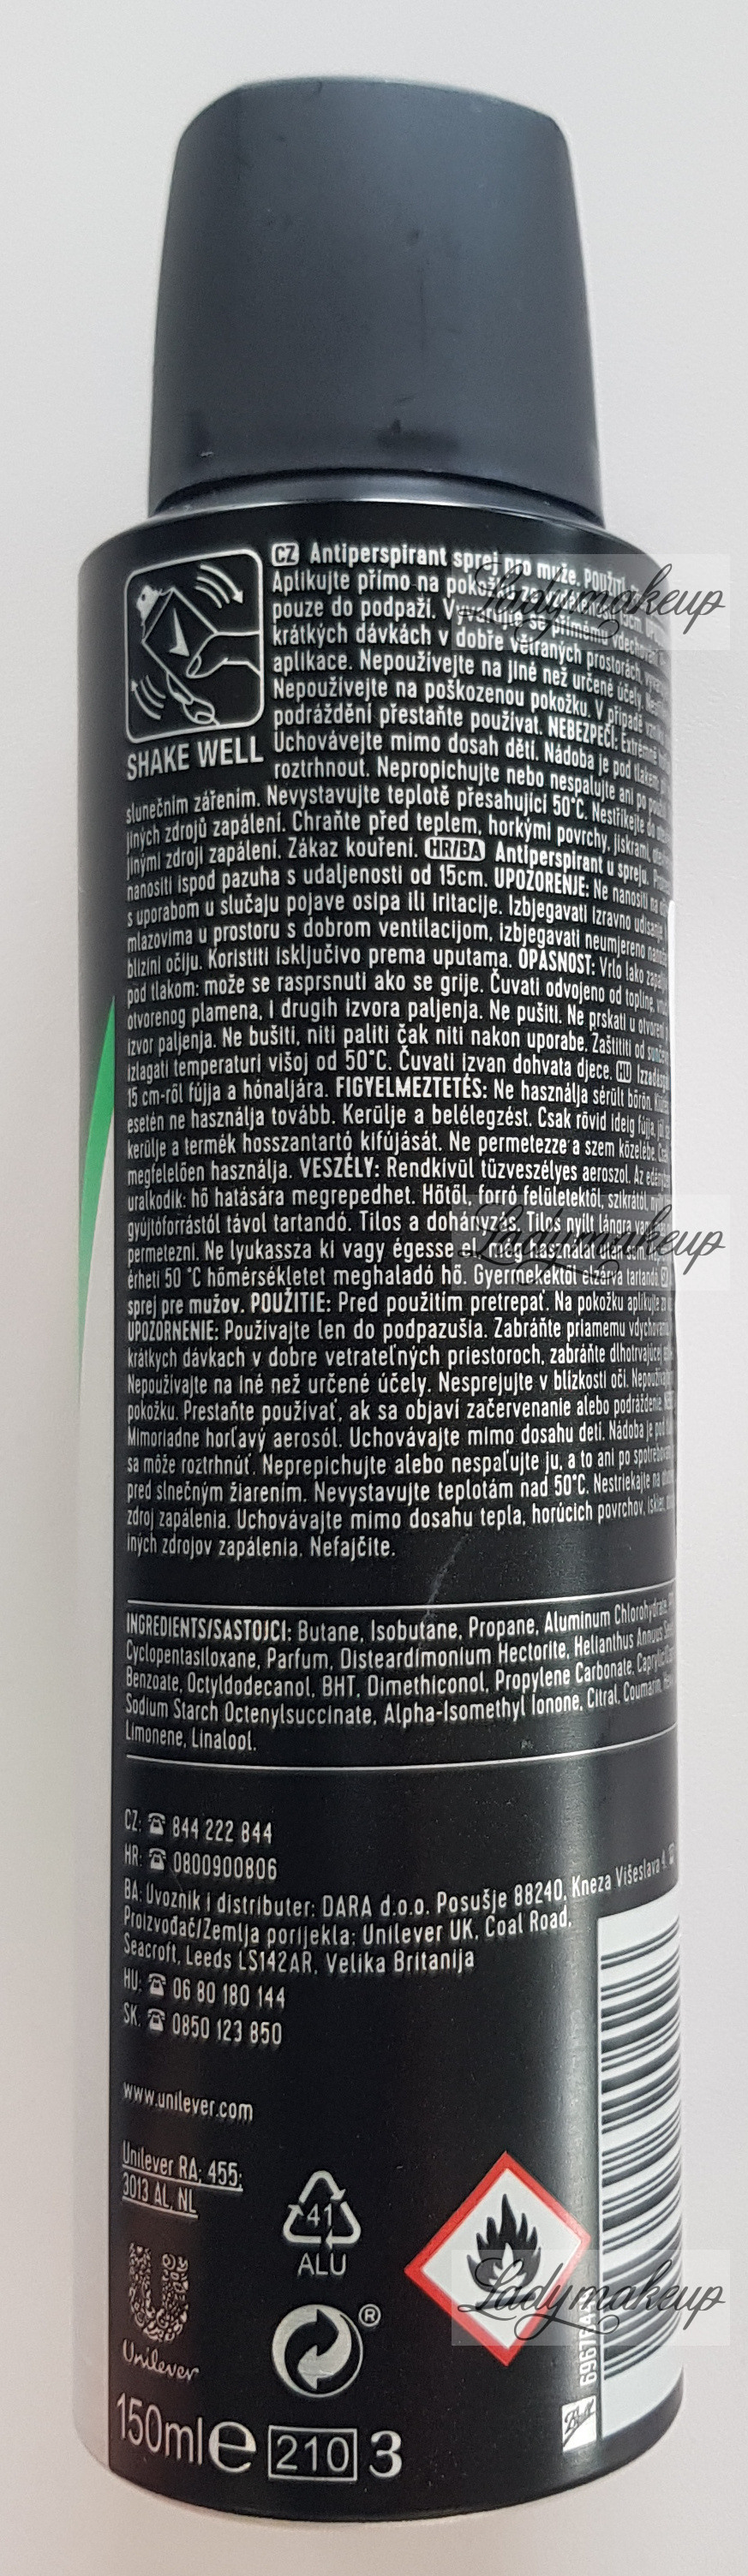 CZ Antiperspirant sprej pro muže. POUŽITÍ:
Aplikujte přímo na
pouze do podpaží. se přímému vdechování
krátkých dávkách v dobře větraných prostorách,
aplikace. Nepoužívejte na jiné než určené účely.
Nepoužívejte na poškozenou pokožku. V případě
podráždění přestaňte používat. NEBEZPEČÍ: Extrémně
Uchovávejte mimo dosah dětí. Nádoba je pod tlakem:
roztrhnout. Nepropichujte nebo nespalujte ani po
SHAKE WELL
slunečním zářením. Nevystavujte teplotě přesahující 50°C. Nestříkejte do
jiných zdrojů zapálení. Chraňte před teplem, horkými povrchy, jiskrami,
jinými zdroji zapálení. Zákaz kouření. HR/BA Antiperspirant u spreju.
nanositi ispod pazuha s udaljenosti od 15cm. UPOZORENJE: Ne nanositi na
s uporabom u slučaju pojave osipa ili iritacije. Izbjegavati izravno udisanje.
mlazovima u prostoru s dobrom ventilacijom, izbjegavati neumjereno
blizini očiju. Koristiti isključivo prema uputama. OPASNOST: Vrlo lako
pod tlakom: može se rasprsnuti ako se grije. Čuvati odvojeno od topline,
otvorenog plamena, i drugih izvora paljenja. Ne pušiti. Ne prskati u otvoreni
izvor paljenja. Ne bušiti, niti paliti čak niti nakon uporabe. Zaštititi od
izlagati temperaturi višoj od 50°C. Čuvati izvan dohvata djece. HU
15 cm-ről fújja a hónaljára. FIGYELMEZTETÉS: Ne használja sérült bőrön.
esetén ne használja tovább. Kerülje a belélegzést. Csak rövid ideig fújja,
kerülje a termék hosszantartó kifújását. Ne permetezze a szem közelébe.
megfelelően használja. VESZÉLY: Rendkívül tűzveszélyes aeroszol. Az
uralkodik: hő hatására megrepedhet. Hőtől, forró felületektől, szikrától, nyílt
gyújtóforrástól távol tartandó. Tilos a dohányzás. Tilos nyílt lángra
permetezni. Ne lyukassza ki vagy égesse el,
érheti 50 °C hőmérsékletet meghaladó hő. Gyermekektől elzárva tartandó.
sprej pre mužov. POUŽITIE: Pred použitím pretrepať. Na pokožku aplikujte
UPOZORNENIE: Používajte len do podpazušia. Zabráňte priamemu
krátkych dávkach v dobre vetrateľných priestoroch, zabráňte dlhotrvajúcej
Nepoužívajte na iné než určené účely. Nesprejujte v blízkosti očí.
pokožku. Prestaňte používať, ak sa objaví začervenanie alebo podráždenie.
Mimoriadne horľavý aerosól. Uchovávajte mimo dosahu detí. Nádoba je pod
sa môže roztrhnúť. Neprepichujte alebo nespaľujte ju, a to ani po
pred slnečným žiarením. Nevystavujte teplotám nad 50°C. Nestriekajte na
zdroj zapálenia. Uchovávajte mimo dosahu tepla, horúcich povrchov, iskier,
iných zdrojov zapálenia. Nefajčite.
INGREDIENTS/SASTOJCI: Butane, Isobutane, Propane, Aluminum Chlorohydrate,
Cyclopentasiloxane, Parfum, Disteardimonium Hectorite, Helianthus Annuus
Benzoate, Octyldodecanol, BHT, Dimethiconol, Propylene Carbonate,
Sodium Starch Octenylsuccinate, Alpha-Isomethyl Ionone, Citral, Coumarin,
Limonene, Linalool.
CZ: ☎ 844 222 844
HR: ☎ 0800900806
BA: Uvoznik i distributer: DARA d.o.o. Posušje 88240, Kneza Višeslava 4, ☎
Proizvođač/Zemlja porijekla: Unilever UK, Coal Road,
Seacroft, Leeds LS142AR, Velika Britanija
HU: ☎ 06 80 180 144
SK: ☎ 0850 123 850
www.unilever.com
Unilever RA: 455;
3013 AL, NL
41
ALU
®
Unilever
150ml e 210 3
Ball
Ladymakeup
Ladymakeup
Ladymakeup